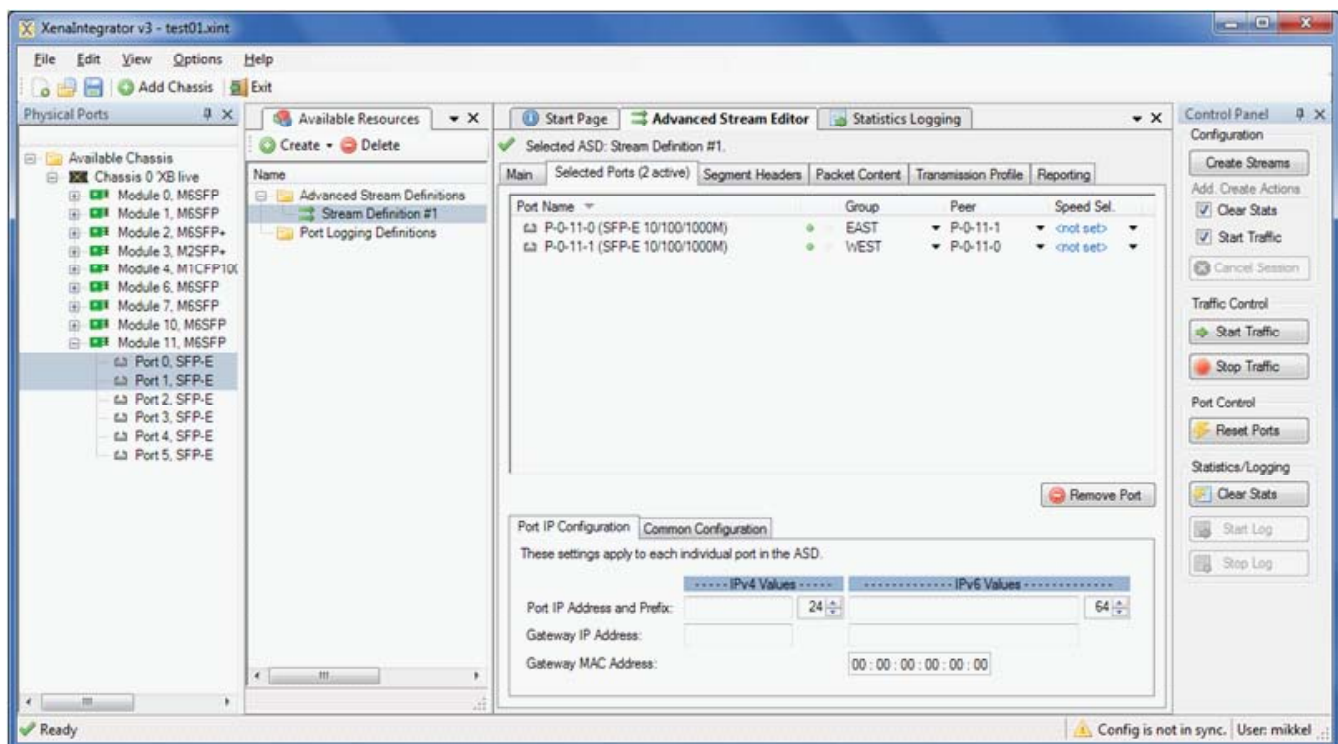 XenaIntegrator v3 - test01.xint
File Edit View Options Help
Add Chassis Exit
Physical Ports
Available Chassis
Chassis 0 'XB live
Module 0, M6SFP
Module 1, M6SFP
Module 2, M6SFP+
Module 3, M2SFP+
Module 4, M1CFP10(
Module 6, M6SFP
Module 7, M6SFP
Module 10, M6SFP
Module 11, M6SFP
Port 0, SFP-E
Port 1, SFP-E
Port 2, SFP-E
Port 3, SFP-E
Port 4, SFP-E
Port 5, SFP-E
Available Resources
Create Delete
Name
Advanced Stream Definitions
Stream Definition #1
Port Logging Definitions
Start Page Advanced Stream Editor Statistics Logging
Selected ASD: Stream Definition #1.
Main Selected Ports (2 active) Segment Headers Packet Content Transmission Profile Reporting
Port Name Group Peer Speed Sel.
P-0-11-0 (SFP-E 10/100/1000M) EAST P-0-11-1 <not set>
P-0-11-1 (SFP-E 10/100/1000M) WEST P-0-11-0 <not set>
Remove Port
Port IP Configuration Common Configuration
These settings apply to each individual port in the ASD.
- - - - - IPv4 Values - - - - - - - - - - - - - - - - - - IPv6 Values - - - - - - - - - - - - -
Port IP Address and Prefix: 24 64
Gateway IP Address:
Gateway MAC Address: 00 : 00 : 00 : 00 : 00 : 00
Control Panel
Configuration
Create Streams
Add. Create Actions
Clear Stats
Start Traffic
Cancel Session
Traffic Control
Start Traffic
Stop Traffic
Port Control
Reset Ports
Statistics/Logging
Clear Stats
Start Log
Stop Log
Ready
Config is not in sync. User: mikkel